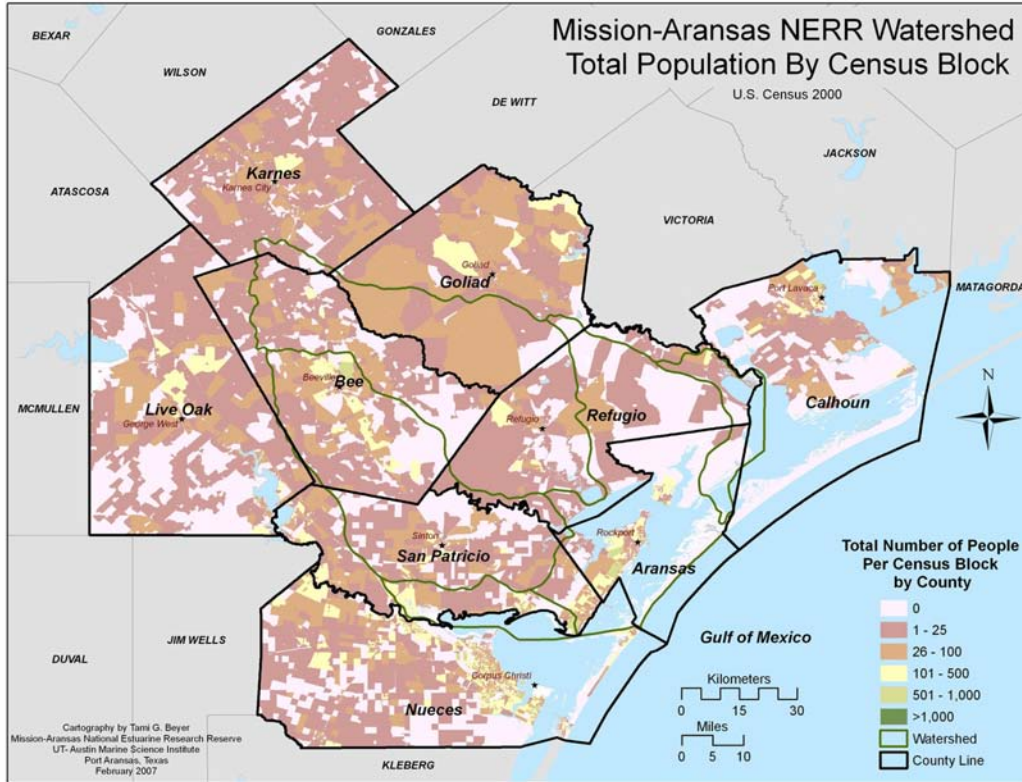 Mission-Aransas NERR Watershed
Total Population By Census Block
U.S. Census 2000
BEXAR
GONZALES
WILSON
DE WITT
JACKSON
ATASCOSA
Karnes
Karnes City
VICTORIA
Goliad
Goliad
Port Lavaca
MATAGORDA
Beeville
Bee
MCMULLEN
Live Oak
George West
Refugio
Refugio
Calhoun
N
Sinton
San Patricio
Rockport
Aransas
JIM WELLS
DUVAL
Gulf of Mexico
Corpus Christi
Nueces
KLEBERG
Total Number of People
Per Census Block
by County
0
1 - 25
26 - 100
101 - 500
501 - 1,000
>1,000
Watershed
County Line
Kilometers
0 15 30
Miles
0 5 10
Cartography by Tami G. Beyer
Mission-Aransas National Estuarine Research Reserve
UT- Austin Marine Science Institute
Port Aransas, Texas
February 2007